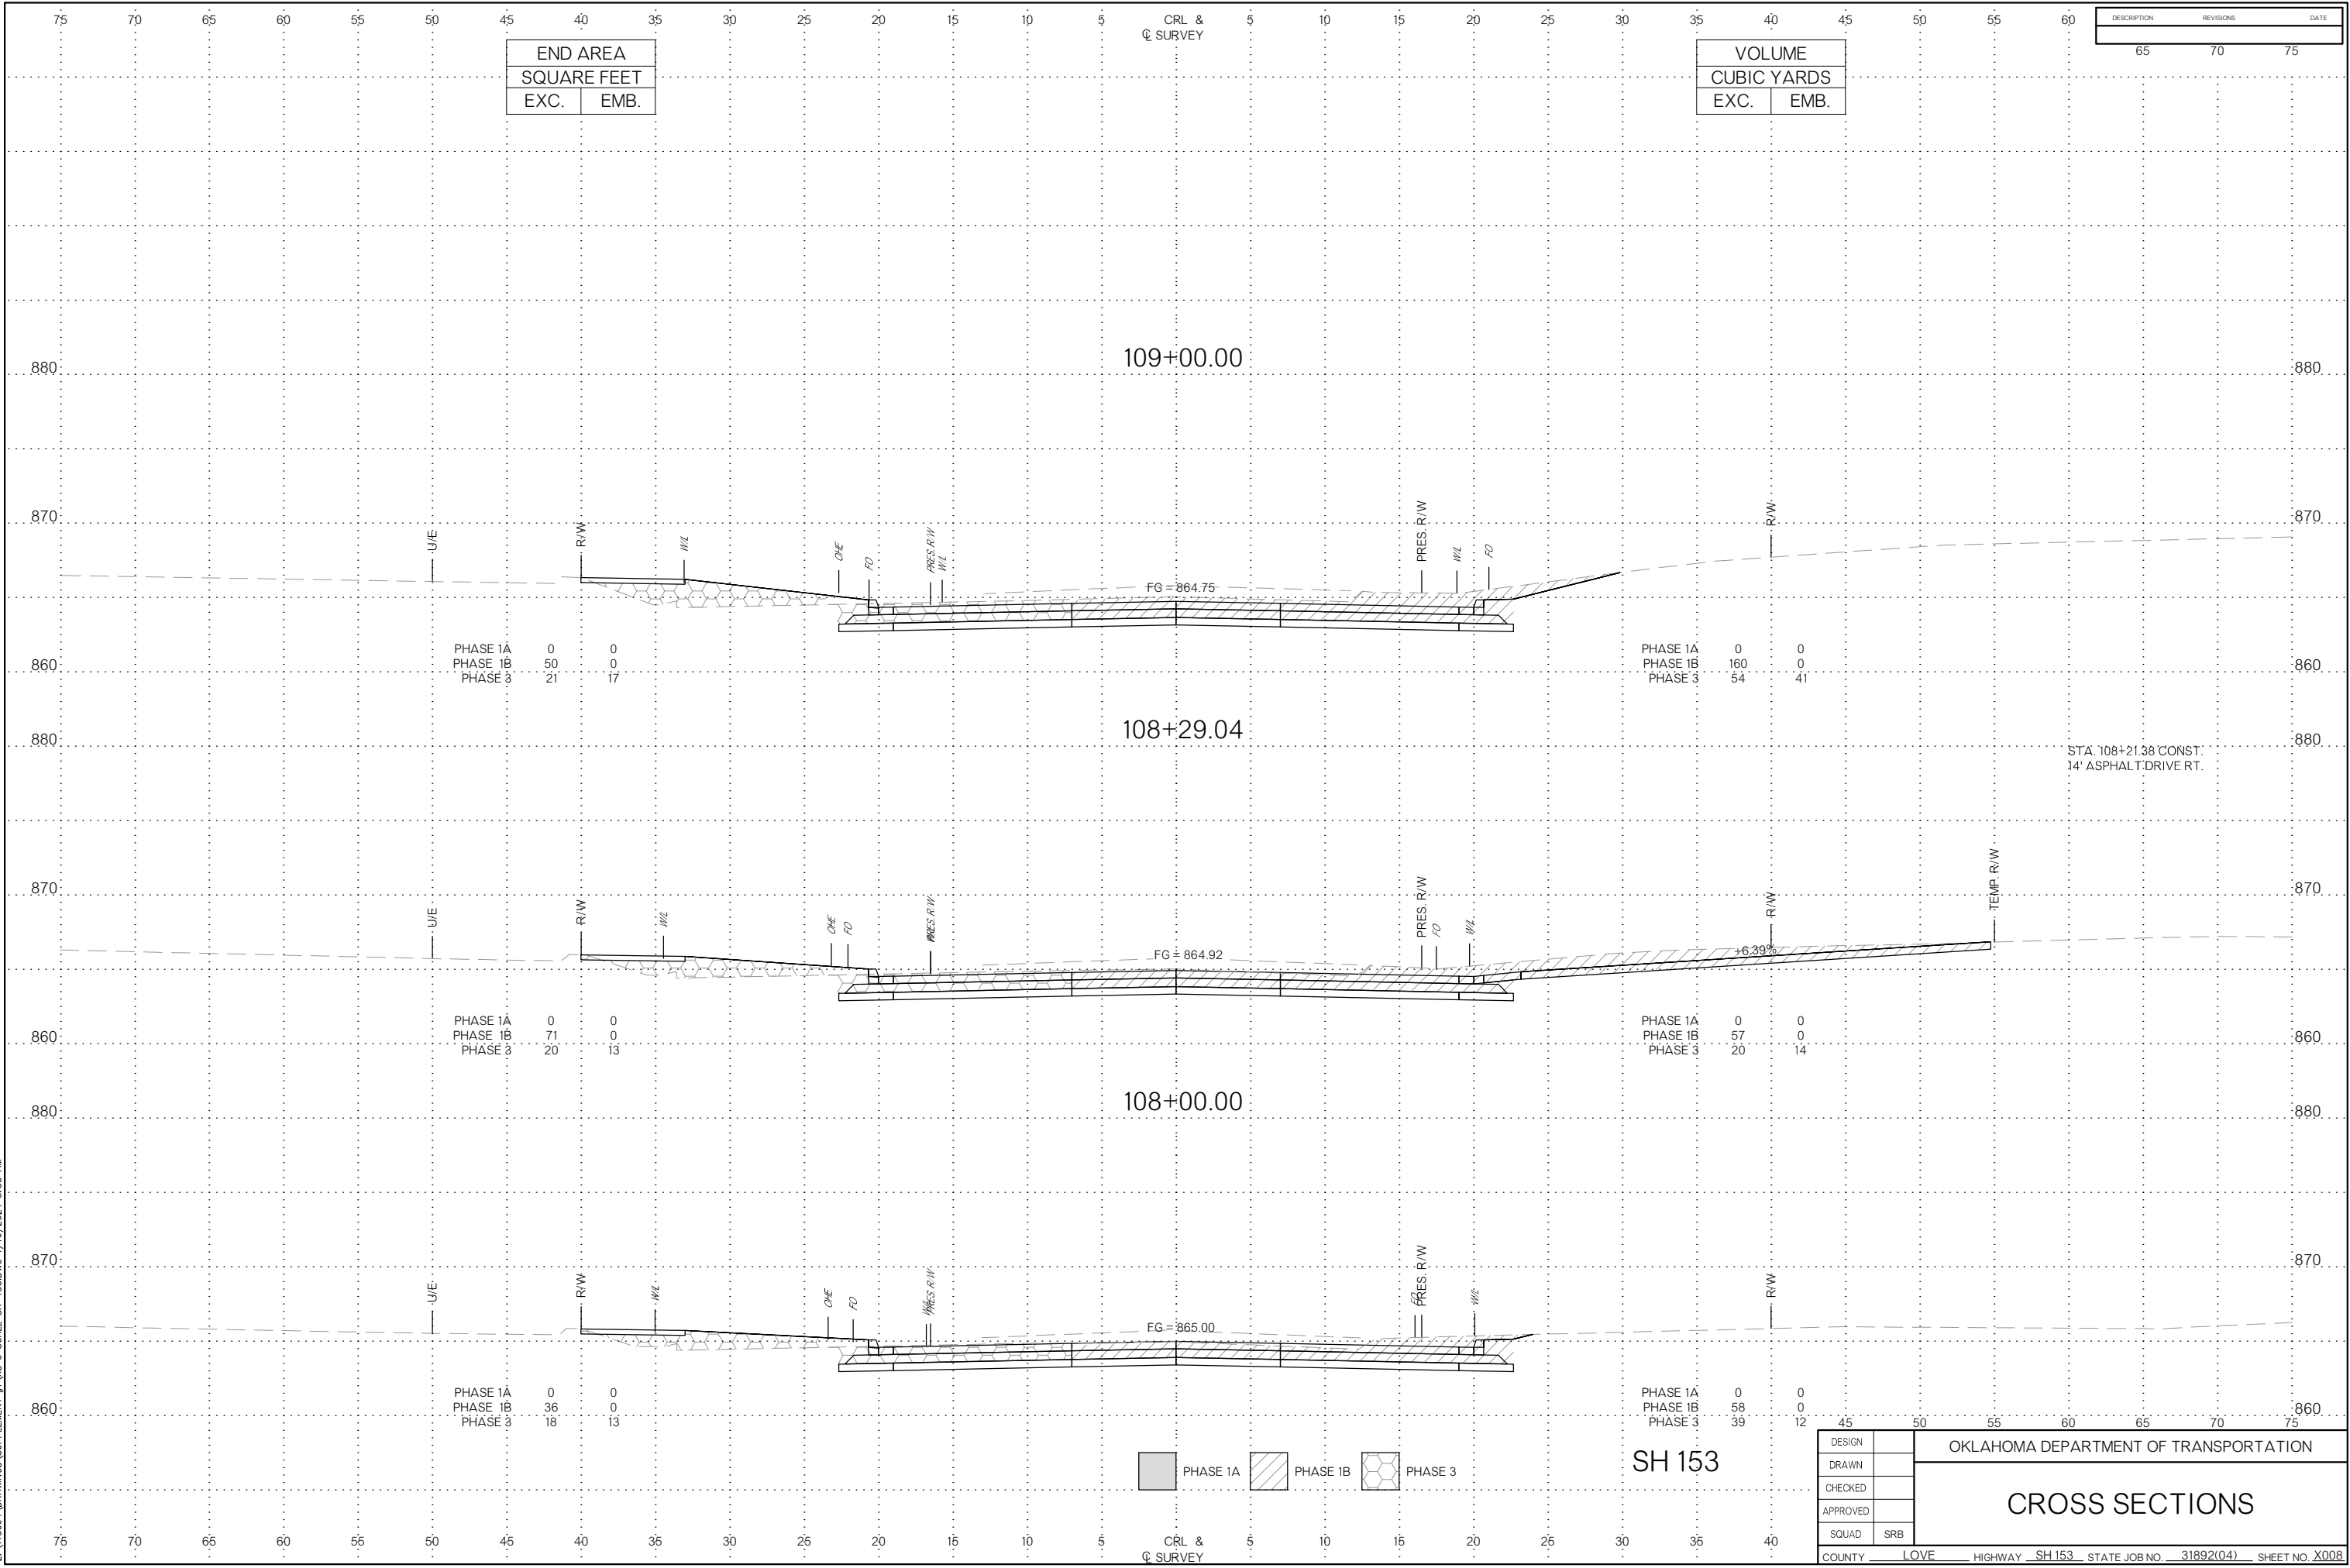 75 70 65 60 55 50 45 40 35 30 25 20 15 10 5 CRL & 5 10 15 20 25 30 35 40 45 50 55 60
℄ SURVEY
DESCRIPTION REVISIONS DATE
65 70 75
END AREA
SQUARE FEET
EXC. EMB.
VOLUME
CUBIC YARDS
EXC. EMB.
109+00.00
880 880
870 870
U/E R/W W/L OHE FO PRES. R/W W/L PRES. R/W W/L FO R/W
FG = 864.75
PHASE 1A 0 0 PHASE 1A 0 0
860 PHASE 1B 50 0 PHASE 1B 160 0 860
PHASE 3 21 17 PHASE 3 54 41
108+29.04
880 880
STA. 108+21.38 CONST.
14' ASPHALT DRIVE RT.
870 870
U/E R/W W/L OHE FO PRES. R/W PRES. R/W FO W/L R/W TEMP. R/W
FG = 864.92 +6.39%
PHASE 1A 0 0 PHASE 1A 0 0
860 PHASE 1B 71 0 PHASE 1B 57 0 860
PHASE 3 20 13 PHASE 3 20 14
108+00.00
880 880
870 870
U/E R/W W/L OHE FO W/L PRES. R/W FO PRES. R/W W/L R/W
FG = 865.00
PHASE 1A 0 0 PHASE 1A 0 0
860 PHASE 1B 36 0 PHASE 1B 58 0 860
PHASE 3 18 13 PHASE 3 39 12
45 50 55 60 65 70 75
PHASE 1A PHASE 1B PHASE 3
SH 153
DESIGN
DRAWN
CHECKED
APPROVED
SQUAD SRB
OKLAHOMA DEPARTMENT OF TRANSPORTATION
CROSS SECTIONS
75 70 65 60 55 50 45 40 35 30 25 20 15 10 5 CRL & 5 10 15 20 25 30 35 40
℄ SURVEY
COUNTY LOVE HIGHWAY SH 153 STATE JOB NO. 31892(04) SHEET NO. X008